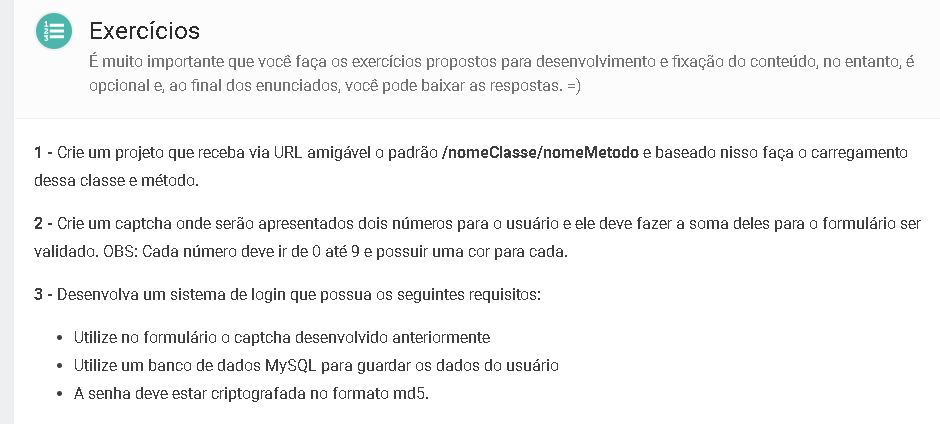 Exercícios
É muito importante que você faça os exercícios propostos para desenvolvimento e fixação do conteúdo, no entanto, é
opcional e, ao final dos enunciados, você pode baixar as respostas. =)
1 - Crie um projeto que receba via URL amigável o padrão /nomeClasse/nomeMetodo e baseado nisso faça o carregamento
dessa classe e método.
2 - Crie um captcha onde serão apresentados dois números para o usuário e ele deve fazer a soma deles para o formulário ser
validado. OBS: Cada número deve ir de 0 até 9 e possuir uma cor para cada.
3 - Desenvolva um sistema de login que possua os seguintes requisitos:
• Utilize no formulário o captcha desenvolvido anteriormente
• Utilize um banco de dados MySQL para guardar os dados do usuário
• A senha deve estar criptografada no formato md5.